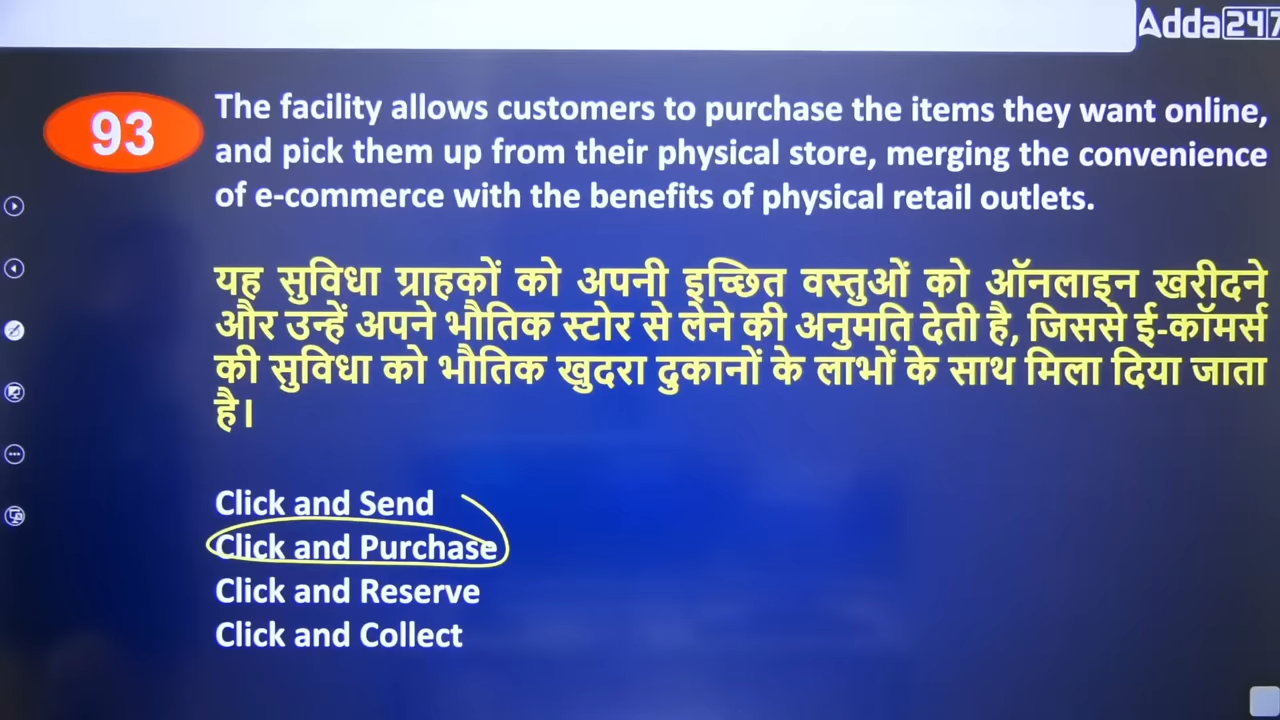 Adda247
93
The facility allows customers to purchase the items they want online,
and pick them up from their physical store, merging the convenience
of e-commerce with the benefits of physical retail outlets.
यह सुविधा ग्राहकों को अपनी इच्छित वस्तुओं को ऑनलाइन खरीदने
और उन्हें अपने भौतिक स्टोर से लेने की अनुमति देती है, जिससे ई-कॉमर्स
की सुविधा को भौतिक खुदरा दुकानों के लाभों के साथ मिला दिया जाता
है।
Click and Send
Click and Purchase
Click and Reserve
Click and Collect